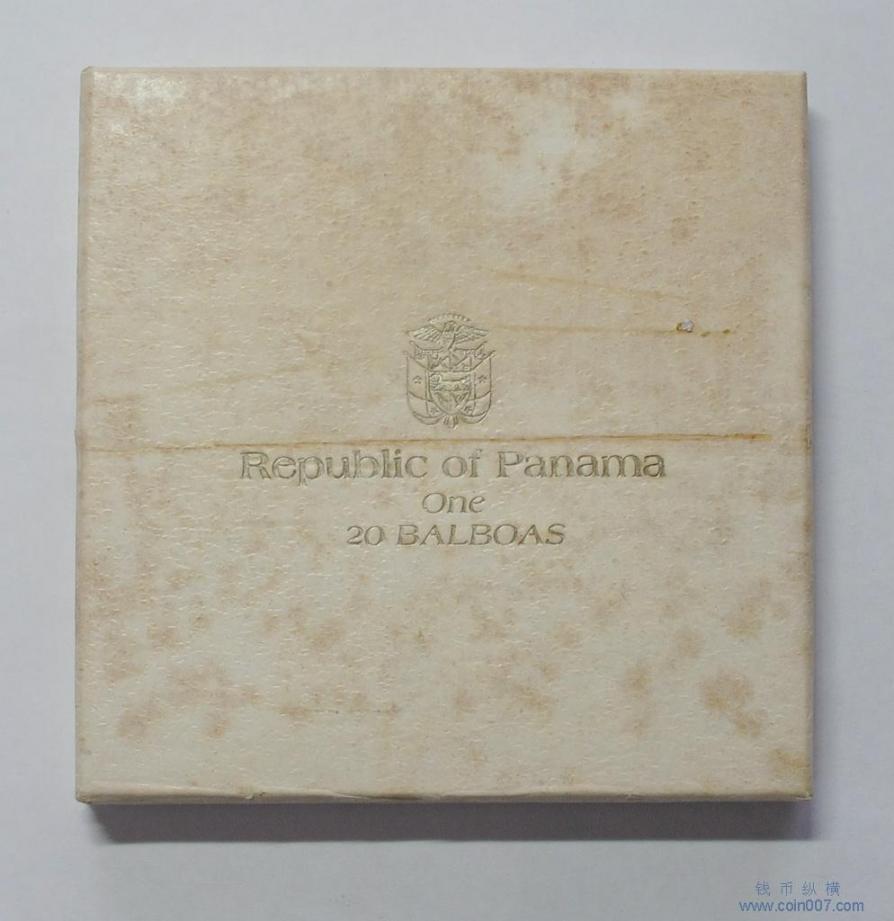 Republic of Panama
One
20 BALBOAS
钱币纵横
www.coin007.com